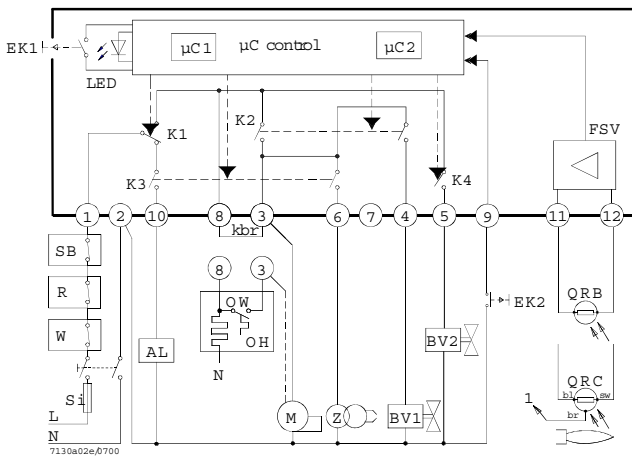 EK1
LED
µC1
µC control
µC2
FSV
K1
K2
K3
K4
1
2
10
8
3
6
7
4
5
9
11
12
kbr
SB
R
W
Si
L
N
7130a02e/0700
AL
8
3
OW
OH
N
M
Z
BV1
BV2
EK2
QRB
QRC
bl
sw
br
1